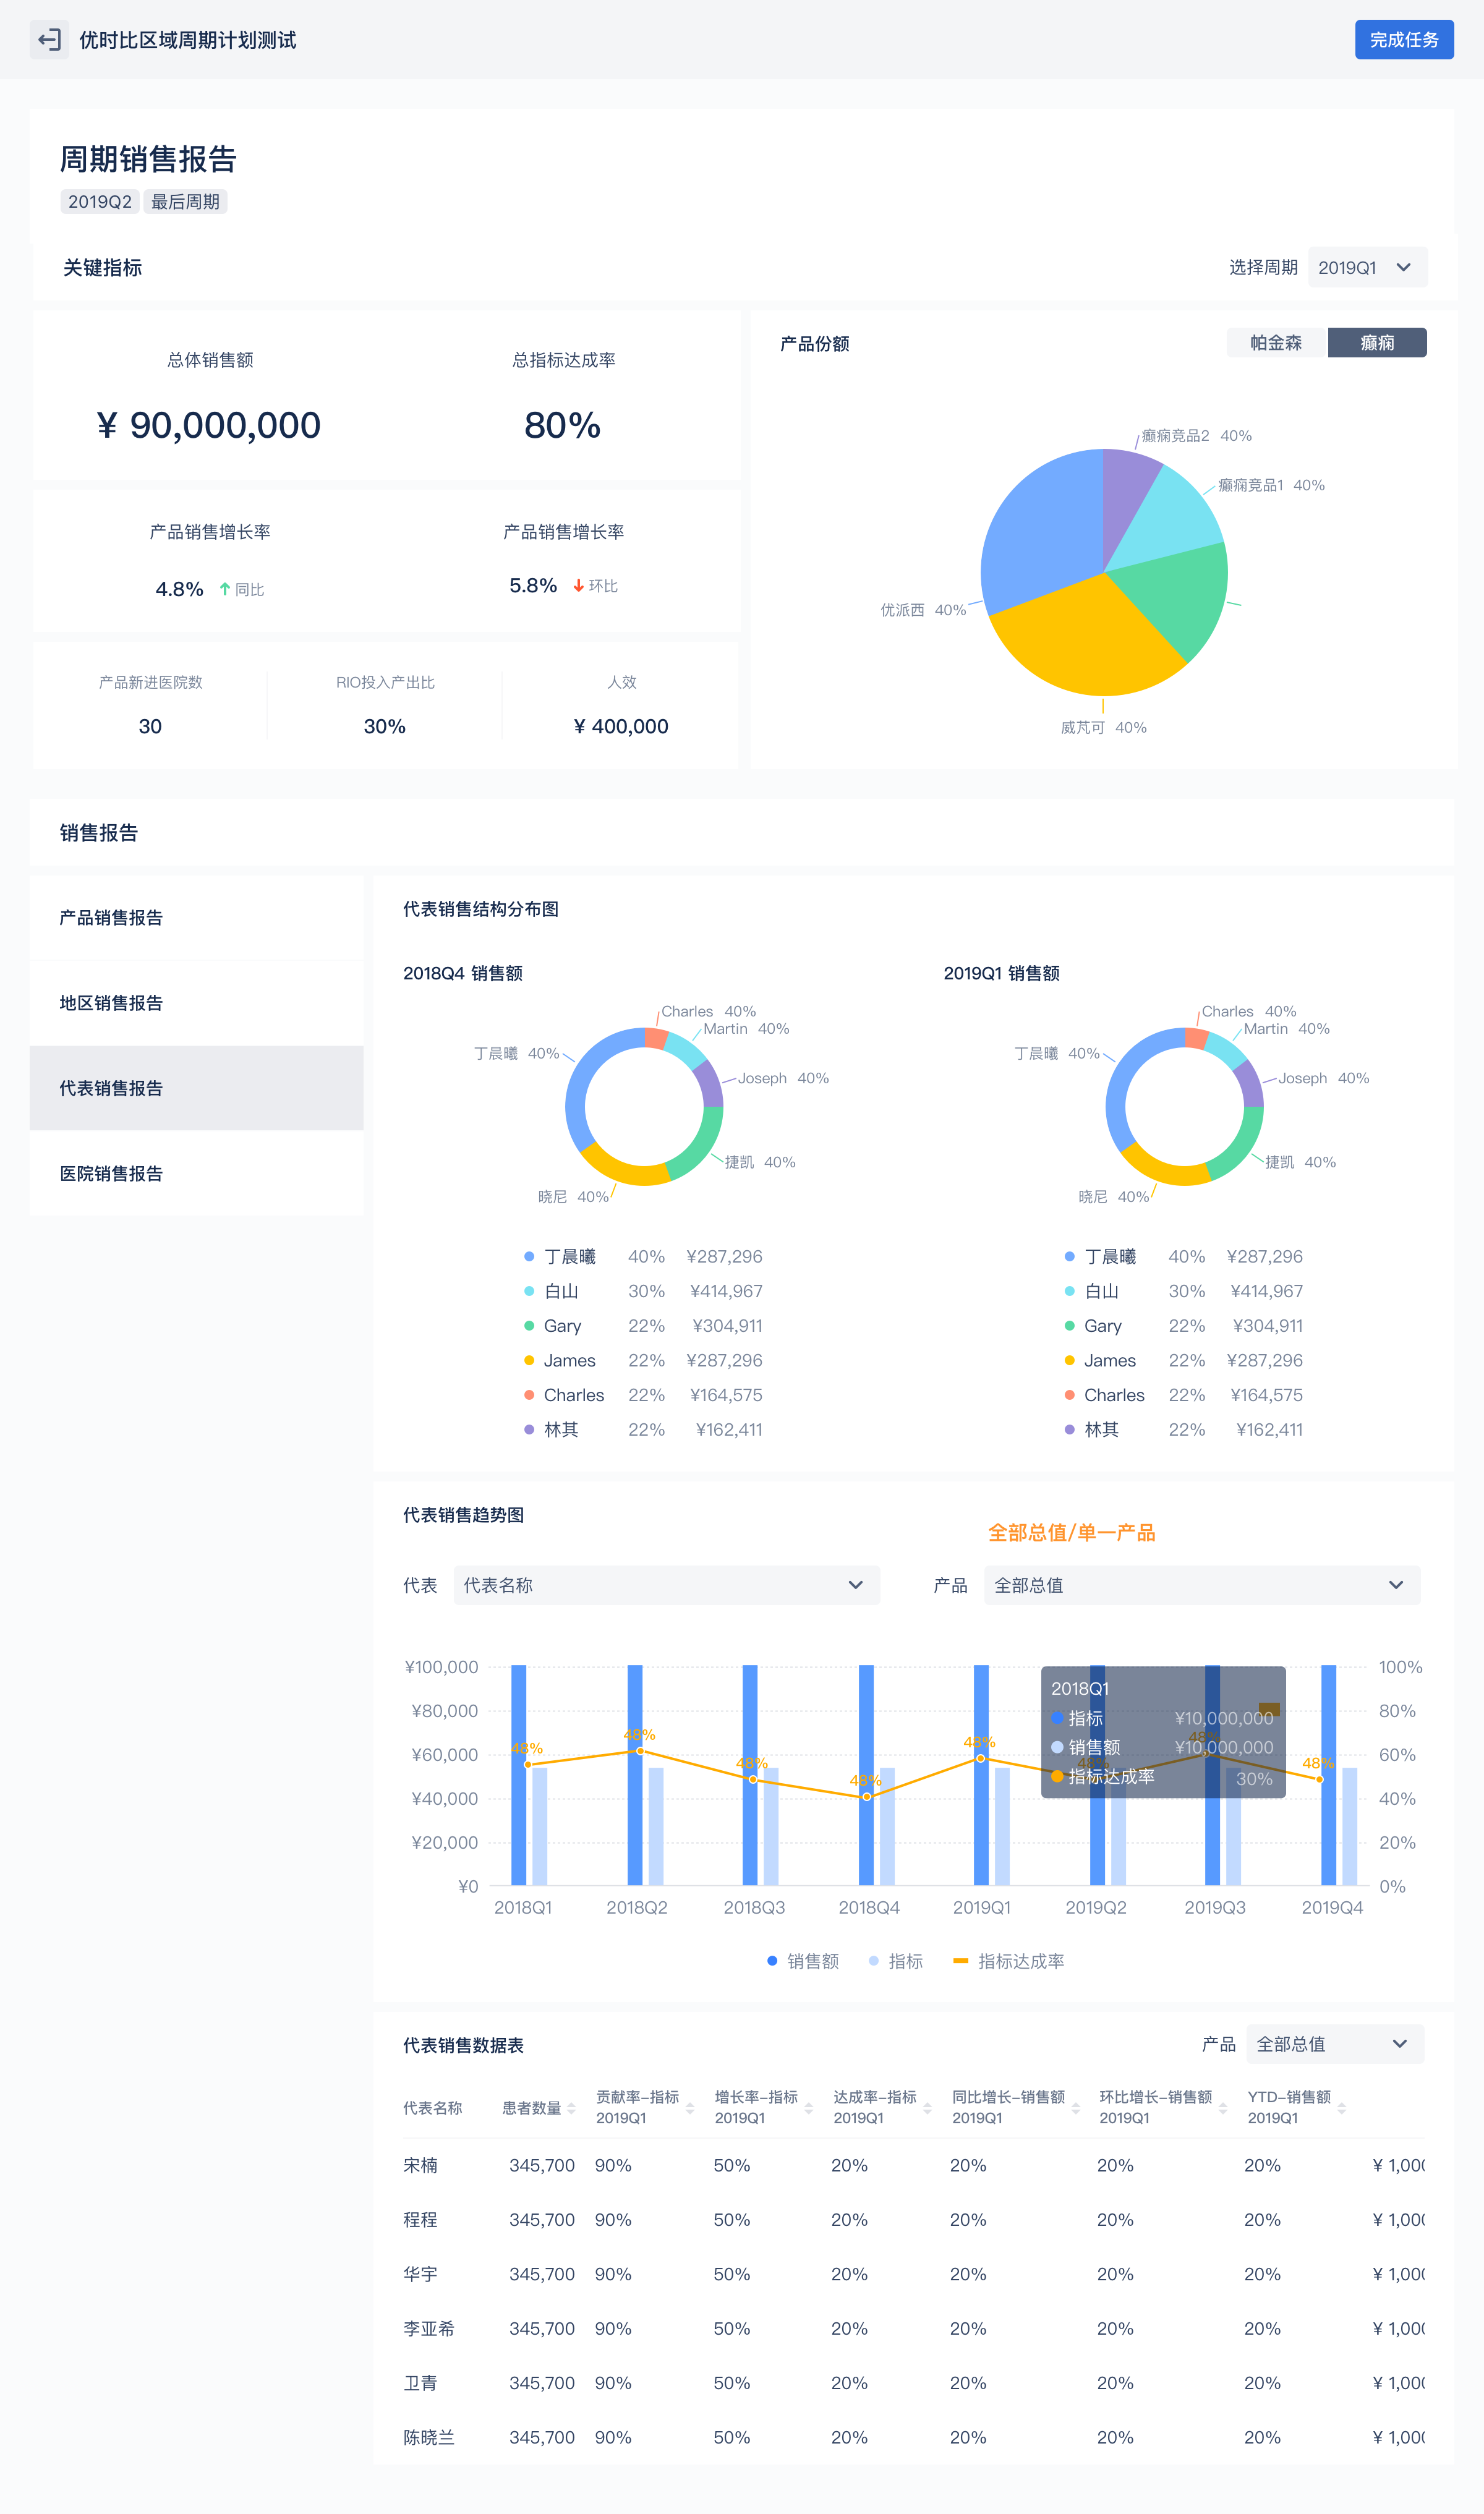 优时比区域周期计划测试
完成任务
周期销售报告
2019Q2 最后周期
关键指标
选择周期 2019Q1
总体销售额
¥ 90,000,000
总指标达成率
80%
产品销售增长率
4.8% 同比
产品销售增长率
5.8% 环比
产品新进医院数
30
RIO投入产出比
30%
人效
¥ 400,000
产品份额
帕金森 癫痫
癫痫竞品2 40%
癫痫竞品1 40%
优派西 40%
威芃可 40%
销售报告
产品销售报告
地区销售报告
代表销售报告
医院销售报告
代表销售结构分布图
2018Q4 销售额
Charles 40%
Martin 40%
丁晨曦 40%
Joseph 40%
捷凯 40%
晓尼 40%
丁晨曦 40% ¥287,296
白山 30% ¥414,967
Gary 22% ¥304,911
James 22% ¥287,296
Charles 22% ¥164,575
林其 22% ¥162,411
2019Q1 销售额
Charles 40%
Martin 40%
丁晨曦 40%
Joseph 40%
捷凯 40%
晓尼 40%
丁晨曦 40% ¥287,296
白山 30% ¥414,967
Gary 22% ¥304,911
James 22% ¥287,296
Charles 22% ¥164,575
林其 22% ¥162,411
代表销售趋势图
全部总值/单一产品
代表 代表名称
产品 全部总值
¥100,000
¥80,000
¥60,000
¥40,000
¥20,000
¥0
48% 48% 48% 48% 48% 48% 48% 48%
2018Q1
指标 ¥10,000,000
销售额 ¥10,000,000
指标达成率 30%
100%
80%
60%
40%
20%
0%
2018Q1 2018Q2 2018Q3 2018Q4 2019Q1 2019Q2 2019Q3 2019Q4
销售额 指标 指标达成率
代表销售数据表
产品 全部总值
代表名称
患者数量
贡献率-指标
2019Q1
增长率-指标
2019Q1
达成率-指标
2019Q1
同比增长-销售额
2019Q1
环比增长-销售额
2019Q1
YTD-销售额
2019Q1
宋楠 345,700 90% 50% 20% 20% 20% 20% ¥ 1,000
程程 345,700 90% 50% 20% 20% 20% 20% ¥ 1,000
华宇 345,700 90% 50% 20% 20% 20% 20% ¥ 1,000
李亚希 345,700 90% 50% 20% 20% 20% 20% ¥ 1,000
卫青 345,700 90% 50% 20% 20% 20% 20% ¥ 1,000
陈晓兰 345,700 90% 50% 20% 20% 20% 20% ¥ 1,000